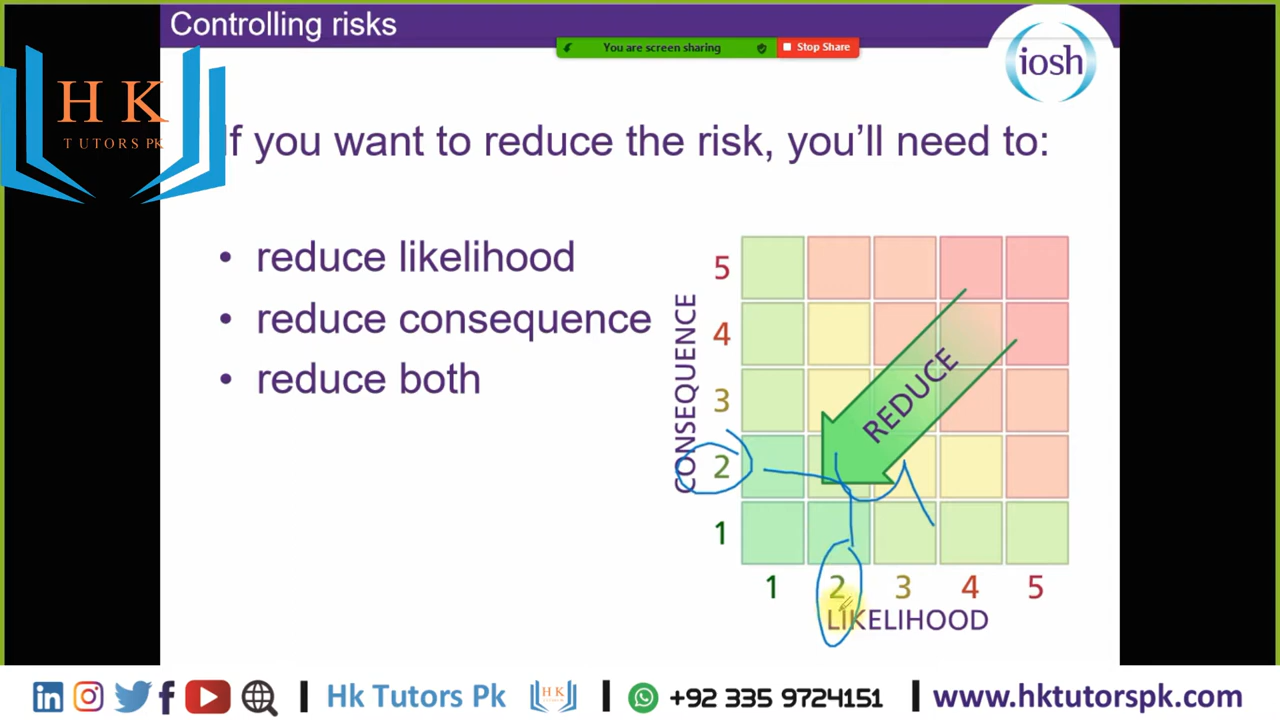 Controlling risks
You are screen sharing
Stop Share
iosh
H K
TUTORS PK
If you want to reduce the risk, you'll need to:
• reduce likelihood
• reduce consequence
• reduce both
CONSEQUENCE
5
4
3
2
1
REDUCE
1 2 3 4 5
LIKELIHOOD
Hk Tutors Pk
HK
+92 335 9724151
www.hktutorspk.com